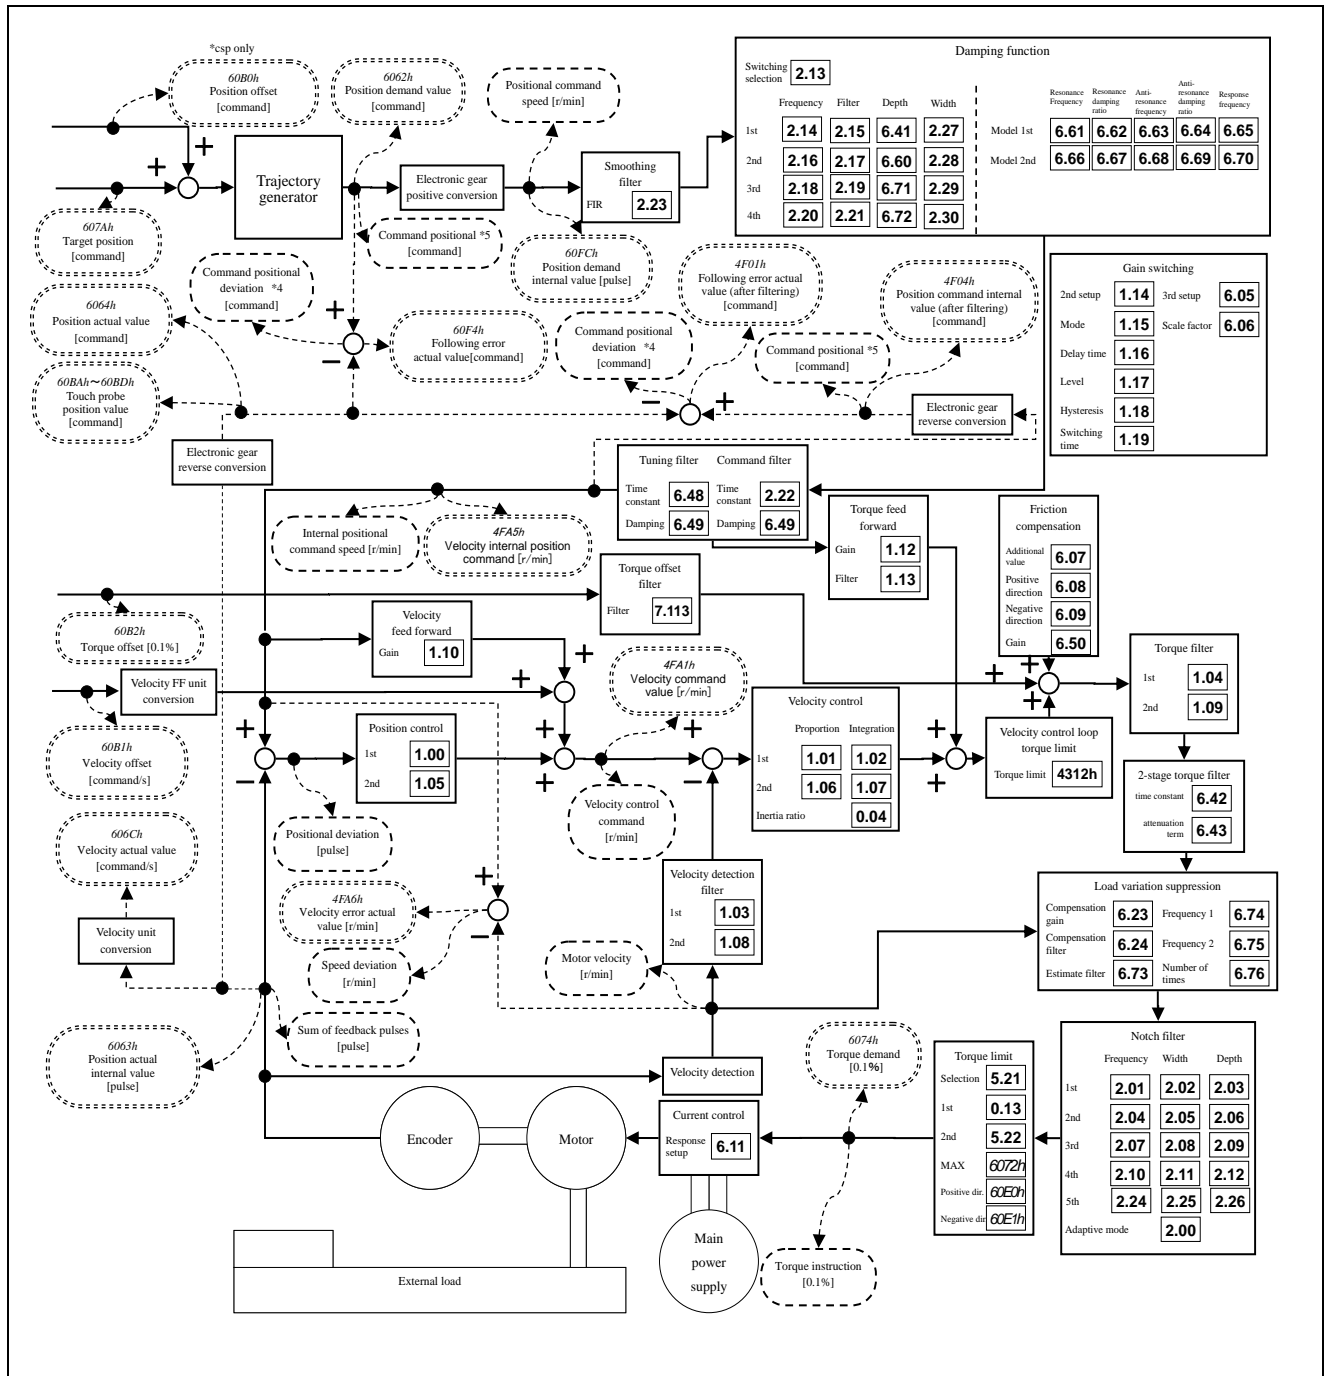 *csp only
60B0h
Position offset
[command]
6062h
Position demand value
[command]
Positional command
speed [r/min]
Trajectory
generator
Electronic gear
positive conversion
Smoothing
filter
FIR 2.23
Damping function
Switching
selection 2.13
Frequency Filter Depth Width
1st 2.14 2.15 6.41 2.27
2nd 2.16 2.17 6.60 2.28
3rd 2.18 2.19 6.71 2.29
4th 2.20 2.21 6.72 2.30
Resonance
Frequency
Resonance
damping
ratio
Anti-
resonance
frequency
Anti-
resonance
damping
ratio
Response
frequency
Model 1st 6.61 6.62 6.63 6.64 6.65
Model 2nd 6.66 6.67 6.68 6.69 6.70
+
+
607Ah
Target position
[command]
Command positional *5
[command]
60FCh
Position demand
internal value [pulse]
Command positional
deviation *4
[command]
6064h
Position actual value
[command]
60F4h
Following error
actual value[command]
+
−
60BAh～60BDh
Touch probe
position value
[command]
4F01h
Following error actual
value (after filtering)
[command]
4F04h
Position command internal
value (after filtering)
[command]
Command positional
deviation *4
[command]
Command positional *5
[command]
−
+
Electronic gear
reverse conversion
Electronic gear
reverse conversion
Gain switching
2nd setup 1.14 3rd setup 6.05
Mode 1.15 Scale factor 6.06
Delay time 1.16
Level 1.17
Hysteresis 1.18
Switching
time 1.19
Tuning filter Command filter
Time
constant 6.48 Time
constant 2.22
Damping 6.49 Damping 6.49
Internal positional
command speed [r/min]
4FA5h
Velocity internal position
command [r/min]
Torque feed
forward
Gain 1.12
Filter 1.13
Friction
compensation
Additional
value 6.07
Positive
direction 6.08
Negative
direction 6.09
Gain 6.50
Torque offset
filter
Filter 7.113
60B2h
Torque offset [0.1%]
Velocity
feed forward
Gain 1.10
Velocity FF unit
conversion
60B1h
Velocity offset
[command/s]
+
+
+
+
+
−
Position control
1st 1.00
2nd 1.05
Positional deviation
[pulse]
4FA1h
Velocity command
value [r/min]
Velocity control
command
[r/min]
+
−
Velocity control
Proportion Integration
1st 1.01 1.02
2nd 1.06 1.07
Inertia ratio 0.04
+
+
Velocity control loop
torque limit
Torque limit 4312h
+
+
+
Torque filter
1st 1.04
2nd 1.09
2-stage torque filter
time constant 6.42
attenuation
term 6.43
606Ch
Velocity actual value
[command/s]
Velocity unit
conversion
4FA6h
Velocity error actual
value [r/min]
+
−
Speed deviation
[r/min]
Motor velocity
[r/min]
Velocity detection
filter
1st 1.03
2nd 1.08
Load variation suppression
Compensation
gain 6.23 Frequency 1 6.74
Compensation
filter 6.24 Frequency 2 6.75
Estimate filter 6.73 Number of
times 6.76
6063h
Position actual
internal value
[pulse]
Sum of feedback pulses
[pulse]
Velocity detection
6074h
Torque demand
[0.1%]
Torque limit
Selection 5.21
1st 0.13
2nd 5.22
MAX 6072h
Positive dir. 60E0h
Negative dir 60E1h
Notch filter
Frequency Width Depth
1st 2.01 2.02 2.03
2nd 2.04 2.05 2.06
3rd 2.07 2.08 2.09
4th 2.10 2.11 2.12
5th 2.24 2.25 2.26
Adaptive mode 2.00
Encoder
Motor
Current control
Response
setup 6.11
Main
power
supply
Torque instruction
[0.1%]
External load